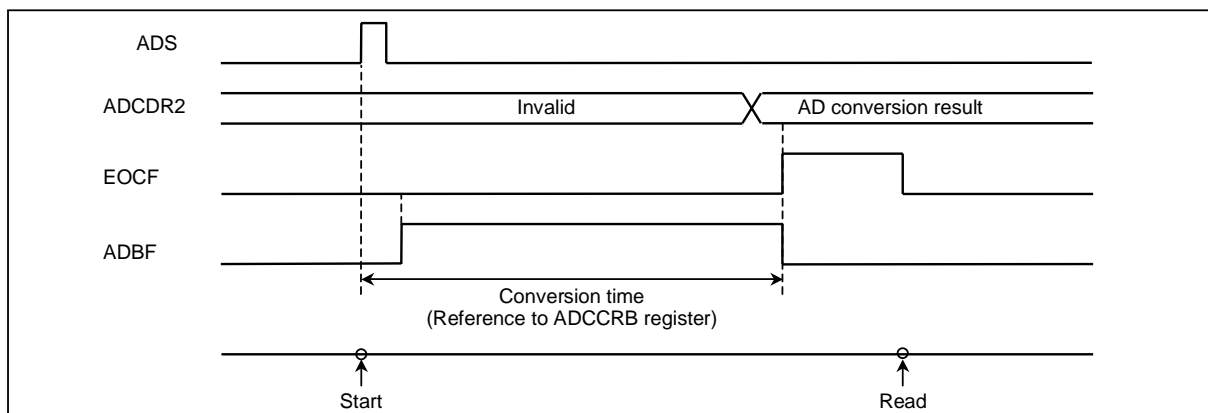 ADS
ADCDR2
Invalid
AD conversion result
EOCF
ADBF
Conversion time
(Reference to ADCCRB register)
Start
Read